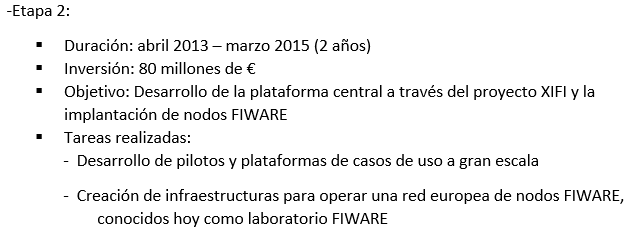 -Etapa 2:
▪ Duración: abril 2013 – marzo 2015 (2 años)
▪ Inversión: 80 millones de €
▪ Objetivo: Desarrollo de la plataforma central a través del proyecto XIFI y la
implantación de nodos FIWARE
▪ Tareas realizadas:
- Desarrollo de pilotos y plataformas de casos de uso a gran escala
- Creación de infraestructuras para operar una red europea de nodos FIWARE,
conocidos hoy como laboratorio FIWARE